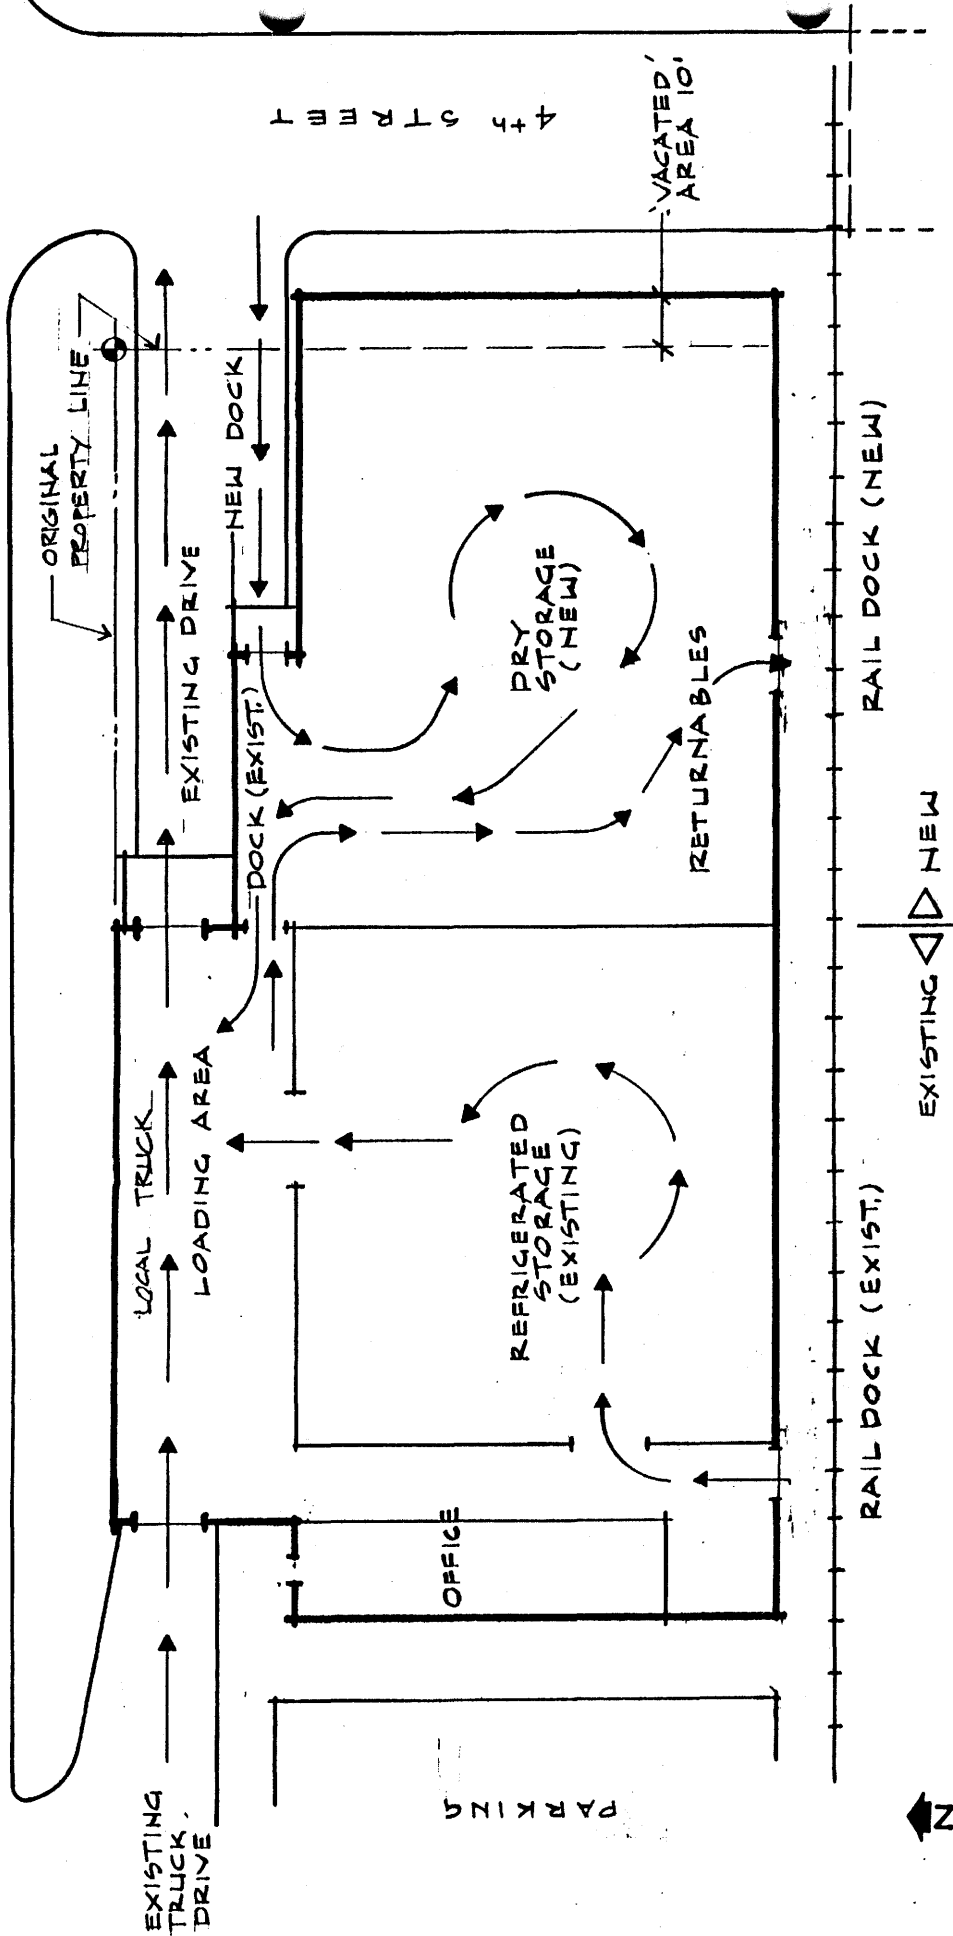 4th STREET
'VACATED'
AREA 10'
ORIGINAL
PROPERTY LINE
EXISTING DRIVE
NEW DOCK
DOCK (EXIST.)
DRY
STORAGE
(NEW)
RETURNABLES
RAIL DOCK (NEW)
LOCAL TRUCK
LOADING AREA
REFRIGERATED
STORAGE
(EXISTING)
EXISTING
NEW
RAIL DOCK (EXIST.)
OFFICE
EXISTING
TRUCK
DRIVE
PARKING
N